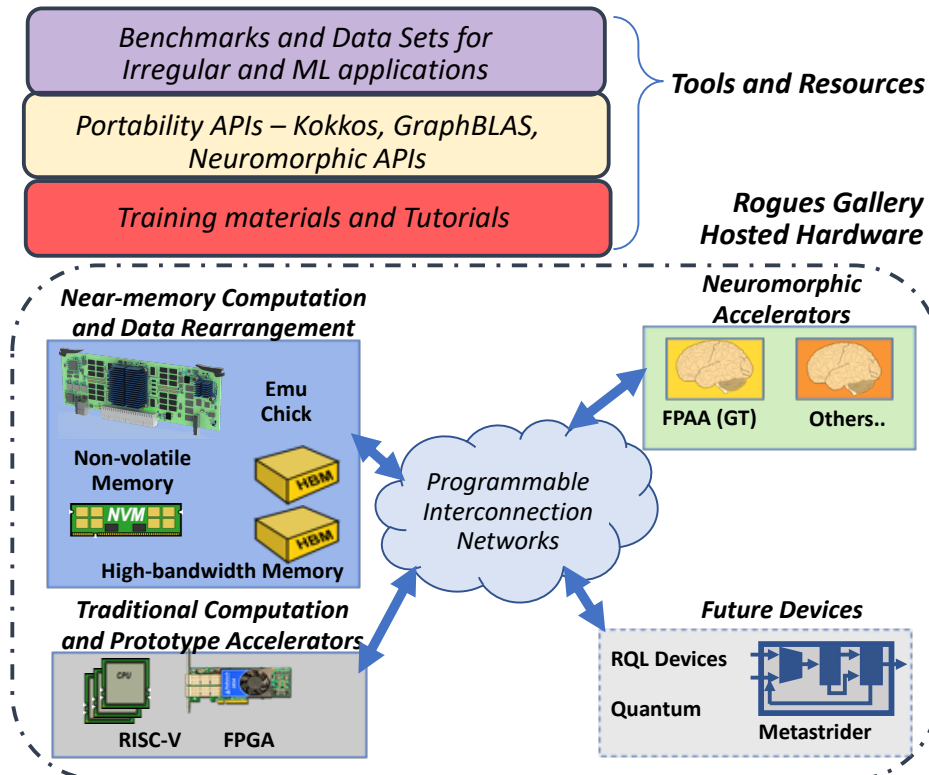 Benchmarks and Data Sets for
Irregular and ML applications
Tools and Resources
Portability APIs – Kokkos, GraphBLAS,
Neuromorphic APIs
Training materials and Tutorials
Rogues Gallery
Hosted Hardware
Near-memory Computation
and Data Rearrangement
Emu
Chick
Non-volatile
Memory
NVM
HBM
HBM
High-bandwidth Memory
Neuromorphic
Accelerators
FPAA (GT)
Others..
Programmable
Interconnection
Networks
Traditional Computation
and Prototype Accelerators
CPU
RISC-V
FPGA
Future Devices
RQL Devices
Quantum
Metastrider